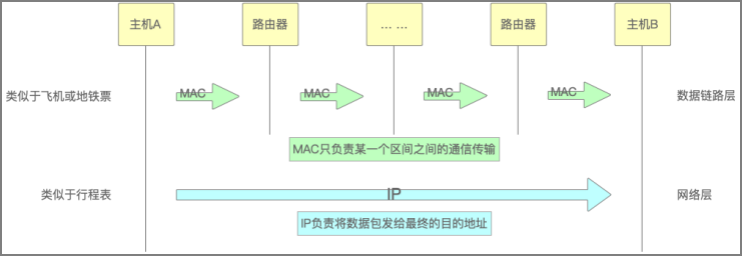 主机A
路由器
... ...
路由器
主机B
类似于飞机或地铁票
MAC
MAC
MAC
MAC
数据链路层
MAC只负责某一个区间之间的通信传输
类似于行程表
IP
网络层
IP负责将数据包发给最终的目的地址